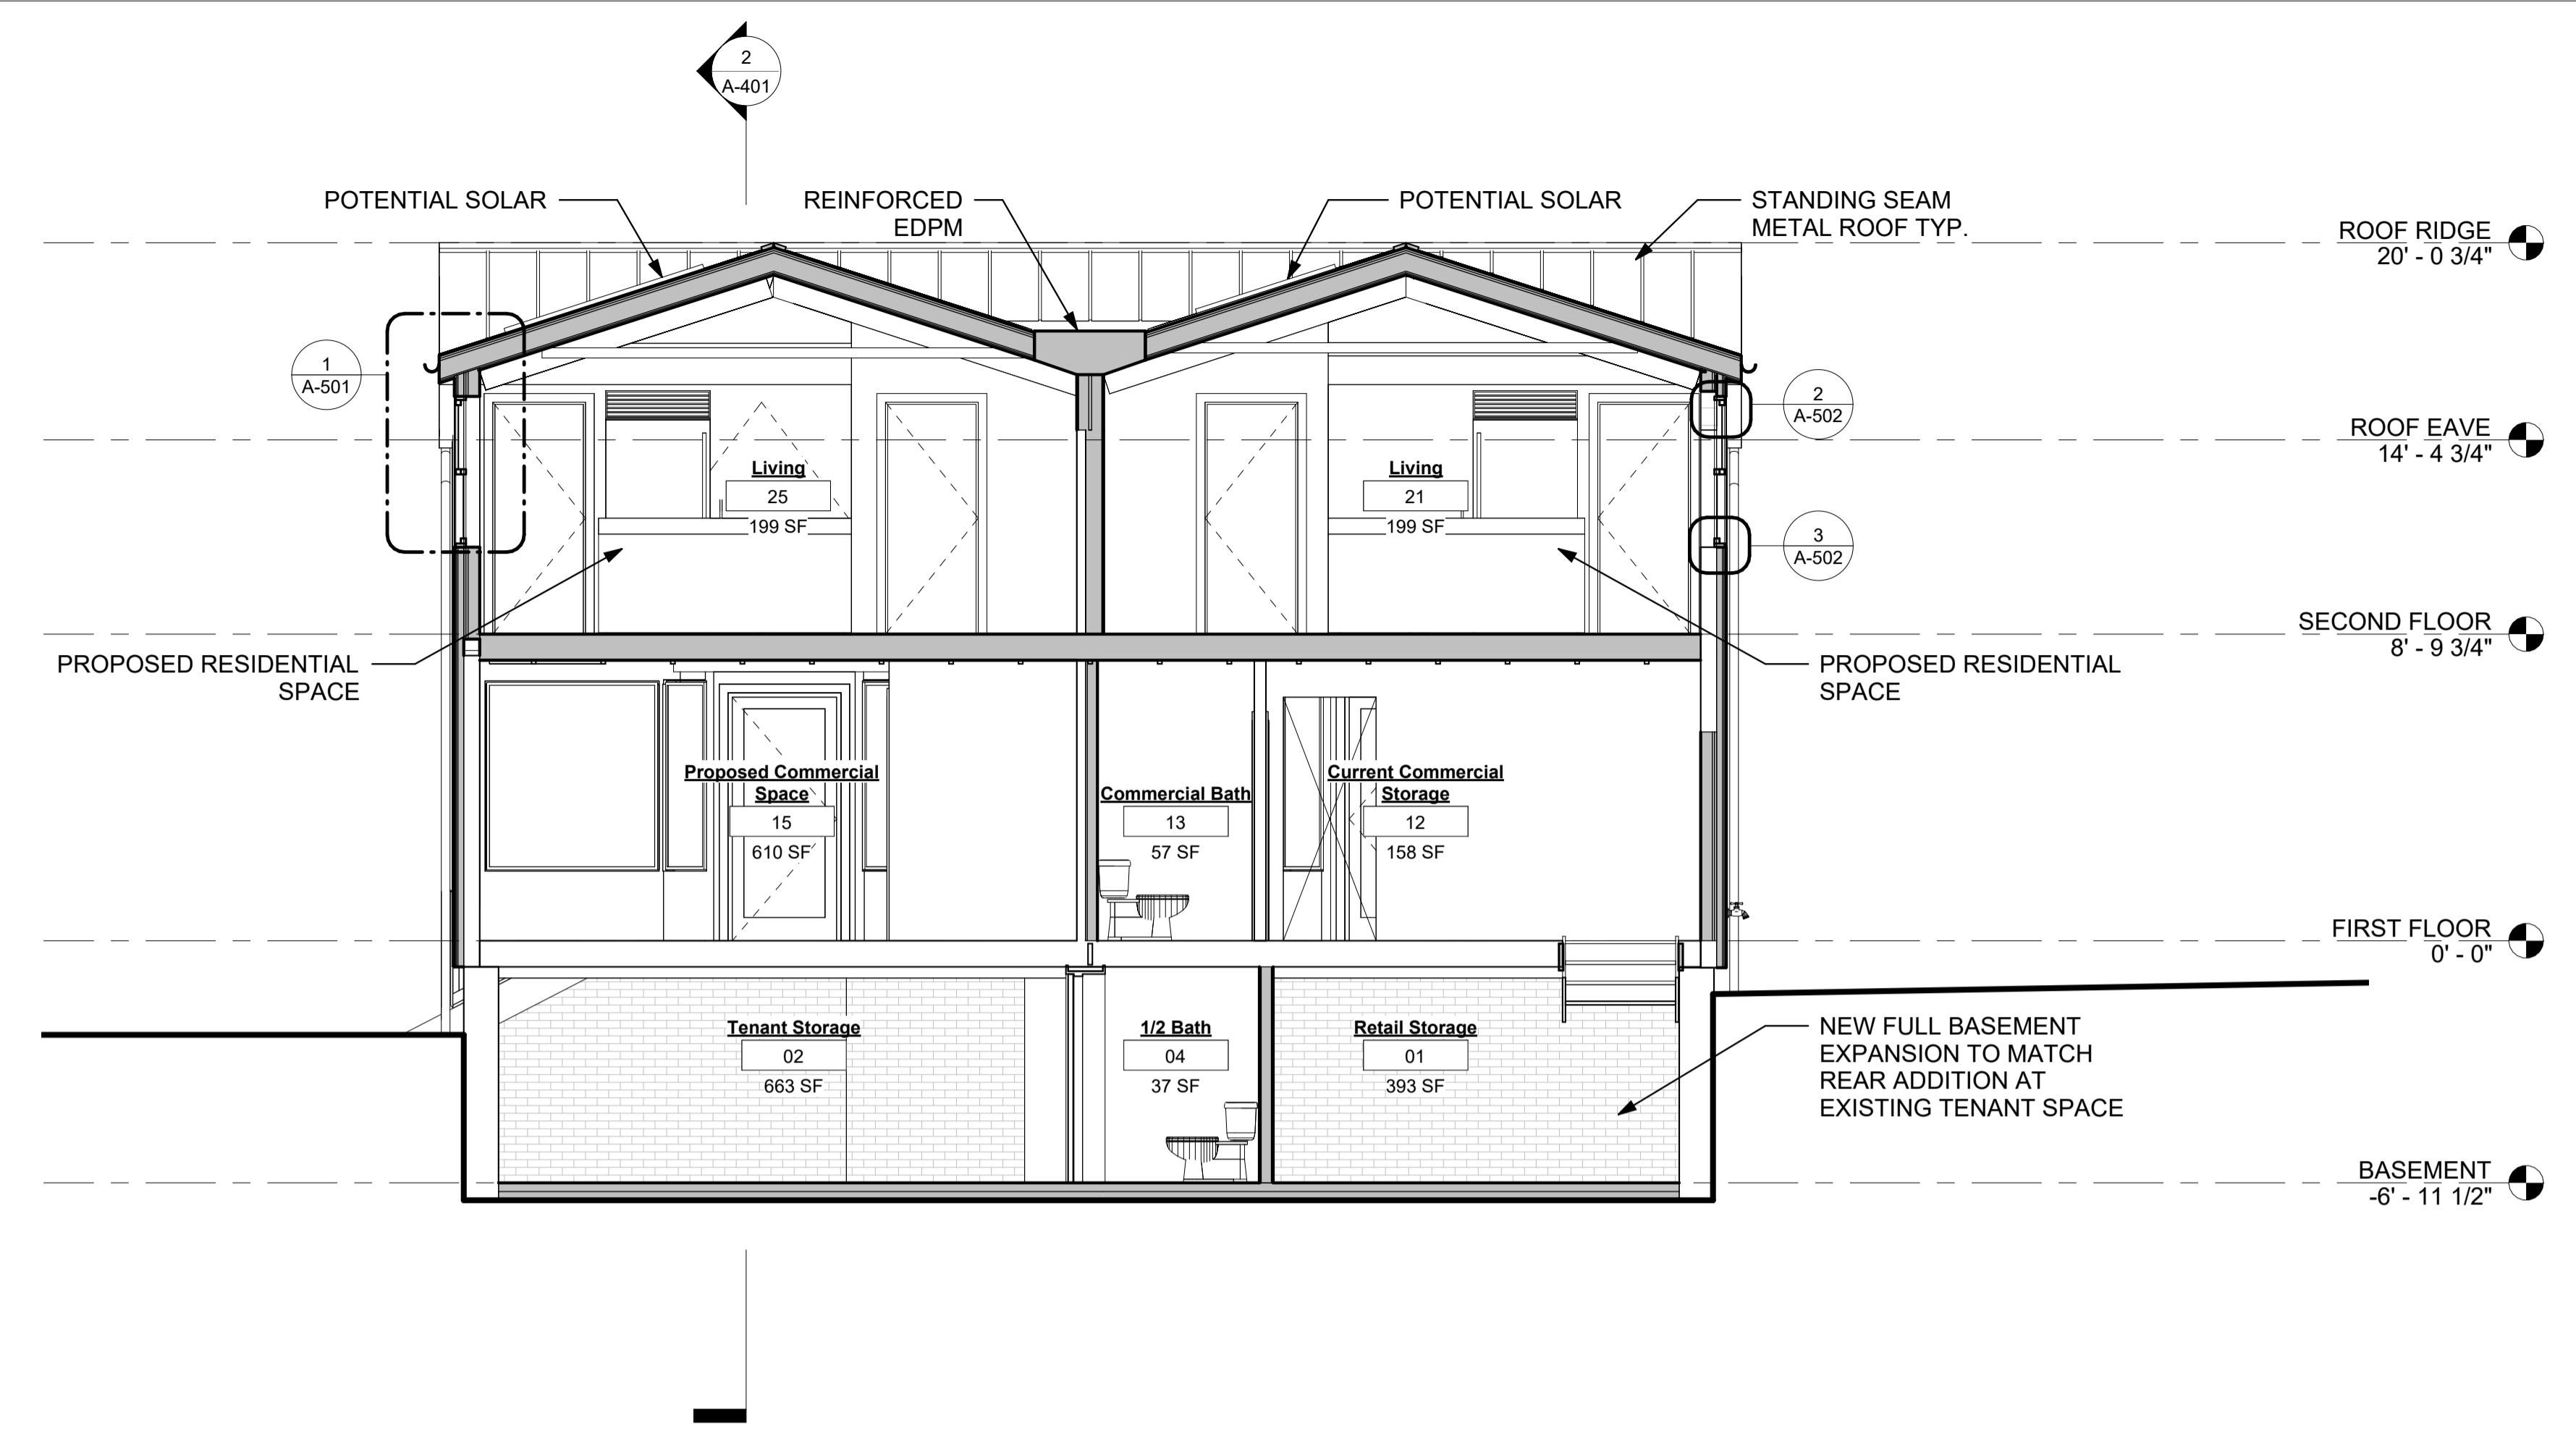 2
A-401
POTENTIAL SOLAR
REINFORCED
EDPM
POTENTIAL SOLAR
STANDING SEAM
METAL ROOF TYP.
ROOF RIDGE
20' - 0 3/4"
1
A-501
2
A-502
ROOF EAVE
14' - 4 3/4"
Living
25
199 SF
Living
21
199 SF
3
A-502
SECOND FLOOR
8' - 9 3/4"
PROPOSED RESIDENTIAL
SPACE
PROPOSED RESIDENTIAL
SPACE
Proposed Commercial
Space
15
610 SF
Commercial Bath
13
57 SF
Current Commercial
Storage
12
158 SF
FIRST FLOOR
0' - 0"
Tenant Storage
02
663 SF
1/2 Bath
04
37 SF
Retail Storage
01
393 SF
NEW FULL BASEMENT
EXPANSION TO MATCH
REAR ADDITION AT
EXISTING TENANT SPACE
BASEMENT
-6' - 11 1/2"